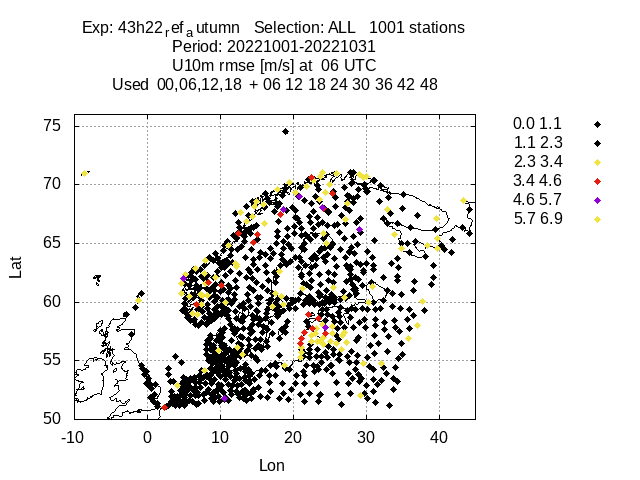 Exp: 43h22ref_autumn Selection: ALL 1001 stations
Period: 20221001-20221031
U10m rmse [m/s] at 06 UTC
Used 00,06,12,18 + 06 12 18 24 30 36 42 48
0.0 1.1
1.1 2.3
2.3 3.4
3.4 4.6
4.6 5.7
5.7 6.9
75
70
65
60
55
50
Lat
-10 0 10 20 30 40
Lon